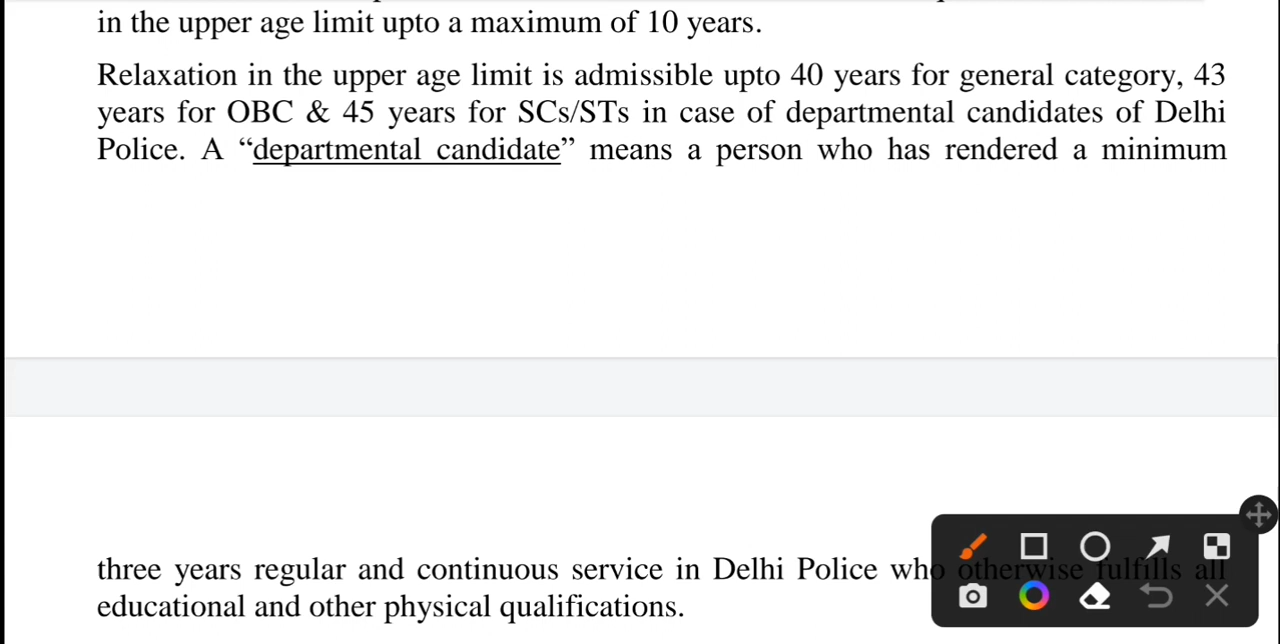 in the upper age limit upto a maximum of 10 years.
Relaxation in the upper age limit is admissible upto 40 years for general category, 43
years for OBC & 45 years for SCs/STs in case of departmental candidates of Delhi
Police. A “departmental candidate” means a person who has rendered a minimum
three years regular and continuous service in Delhi Police who otherwise fulfills all
educational and other physical qualifications.